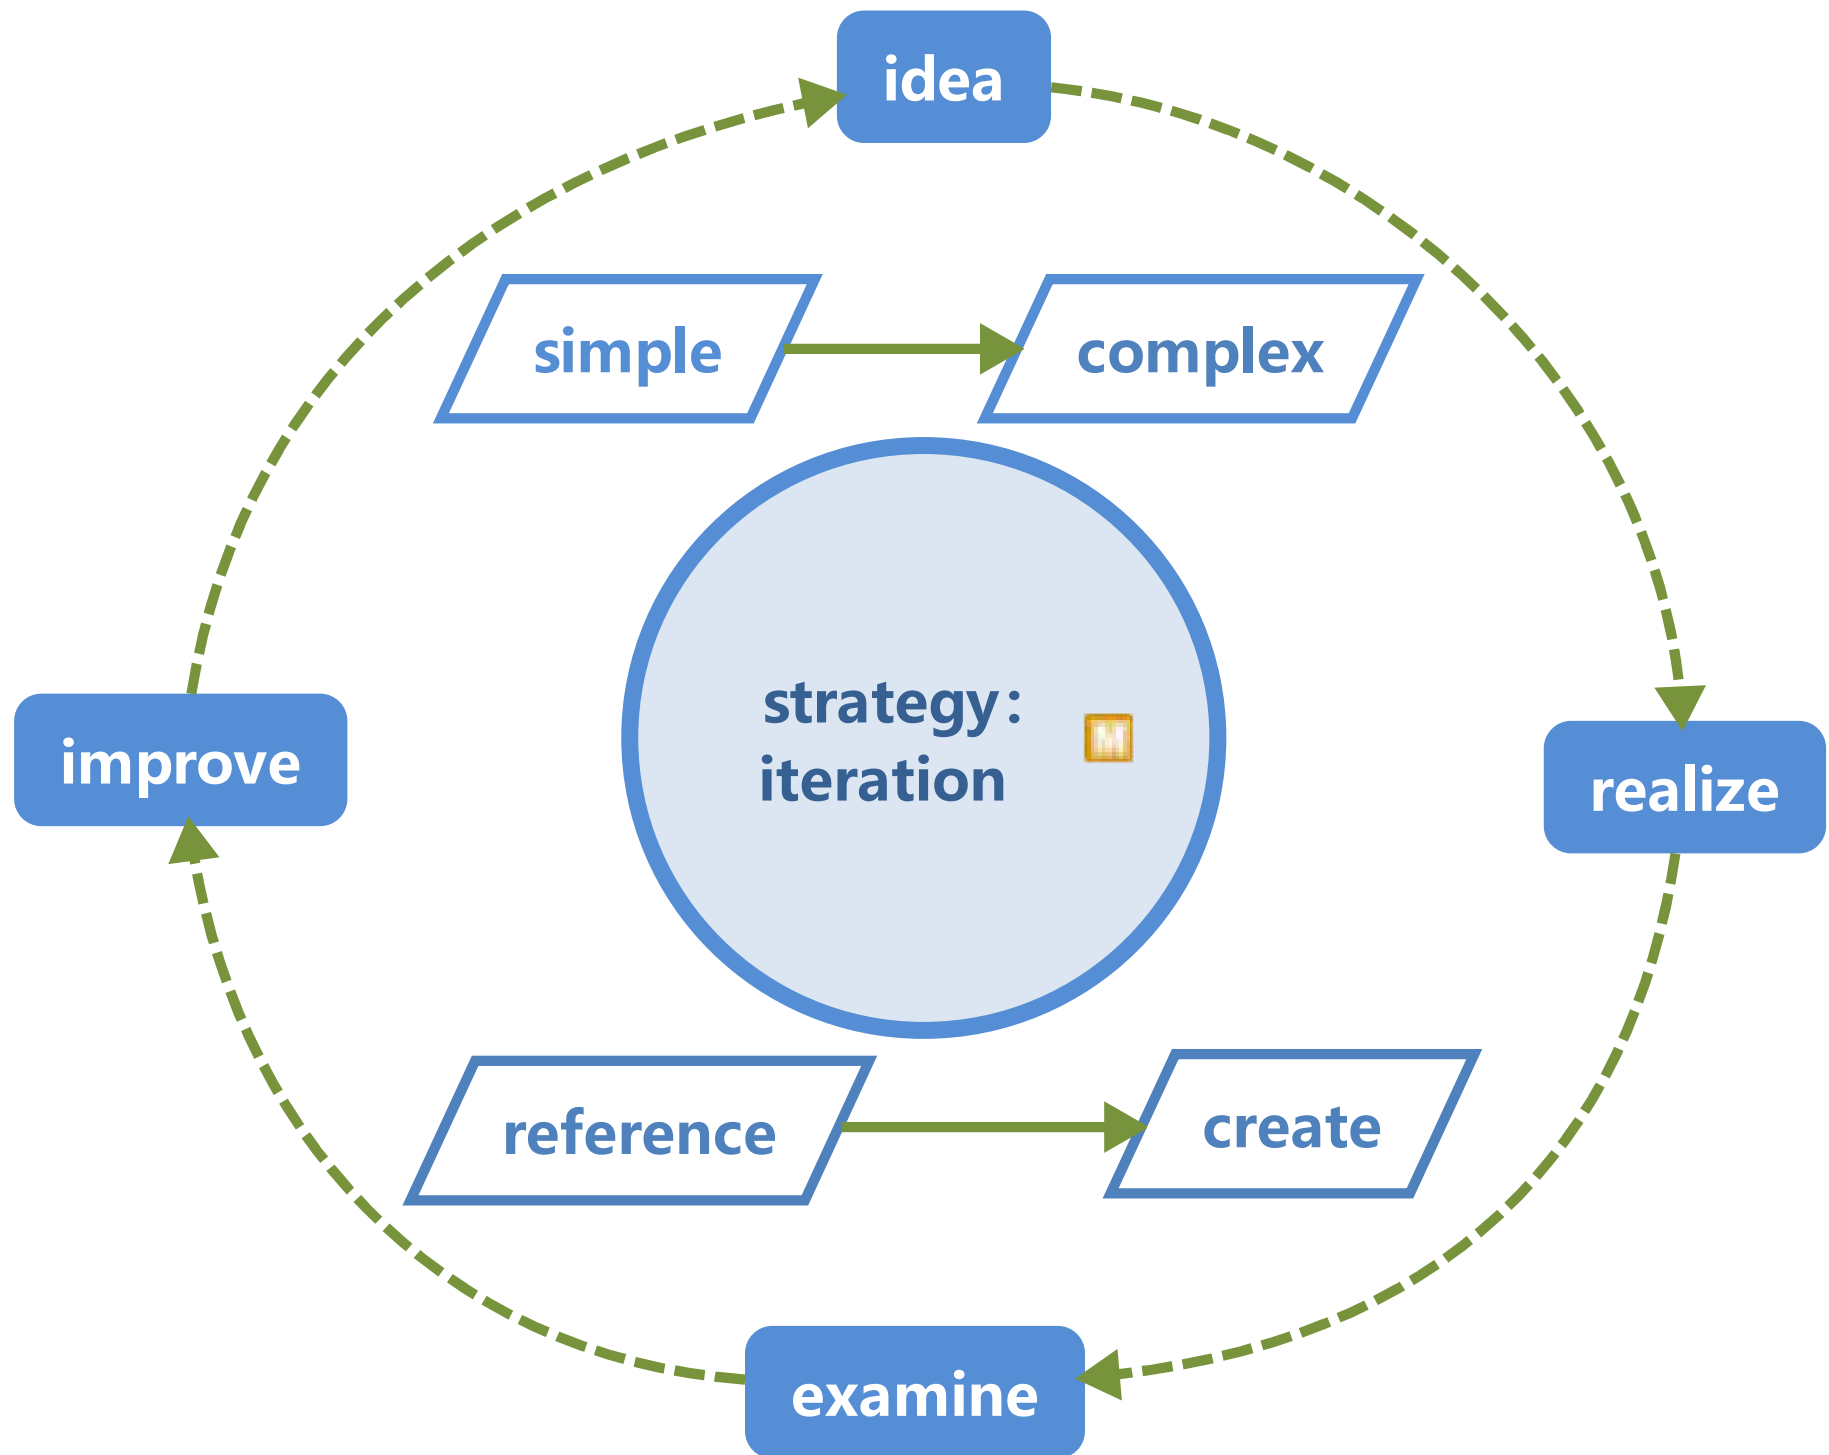 idea
simple
complex
strategy:
iteration
M
improve
realize
reference
create
examine